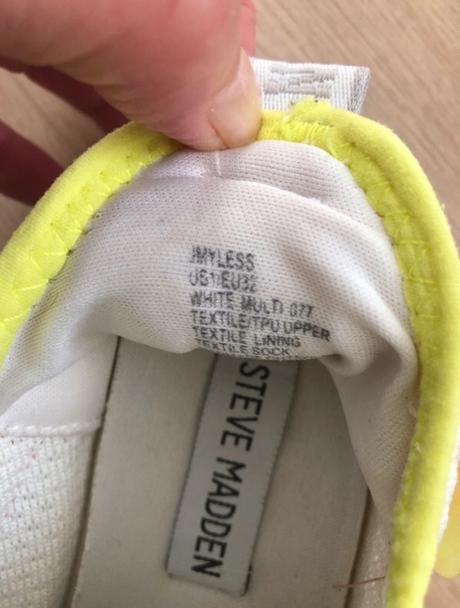 JMYLESS
US1/EU32
WHITE MULTI 077
TEXTILE/TPU UPPER
TEXTILE LINING
TEXTILE SOCK
STEVE MADDEN